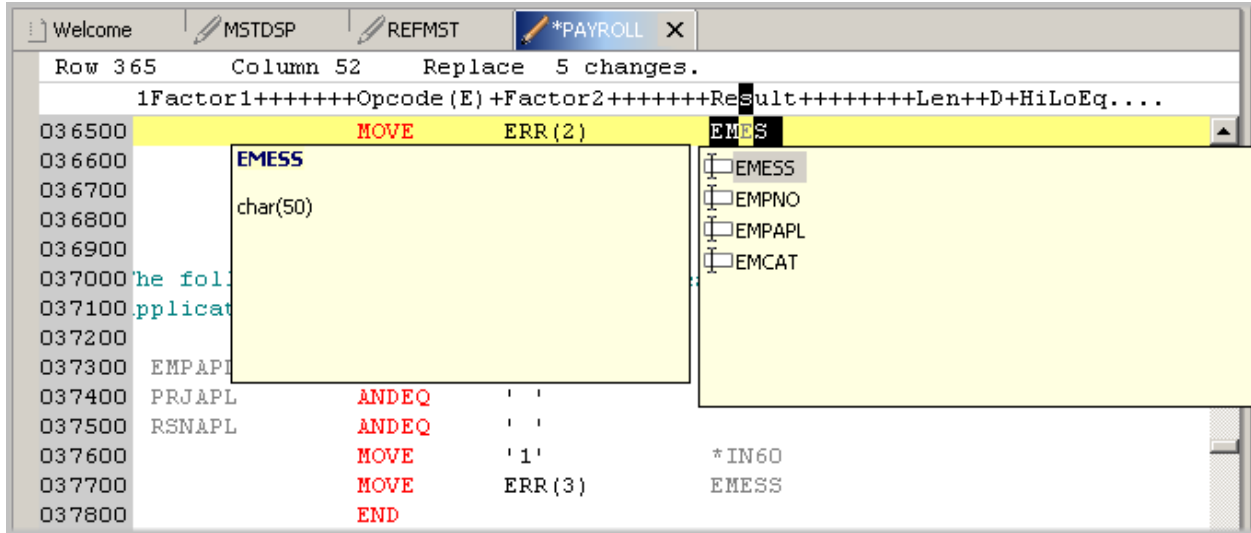 Welcome MSTDSP REFMST *PAYROLL X
Row 365 Column 52 Replace 5 changes.
1Factor1+++++++Opcode(E)+Factor2+++++++Result++++++++Len++D+HiLoEq....
036500 MOVE ERR(2) EMES
036600 EMESS EMESS
036700 EMPNO
036800 char(50) EMPAPL
036900 EMCAT
037000 he fol
037100 pplicat
037200
037300 EMPAPL
037400 PRJAPL ANDEQ ' '
037500 RSNAPL ANDEQ ' '
037600 MOVE '1' *IN60
037700 MOVE ERR(3) EMESS
037800 END